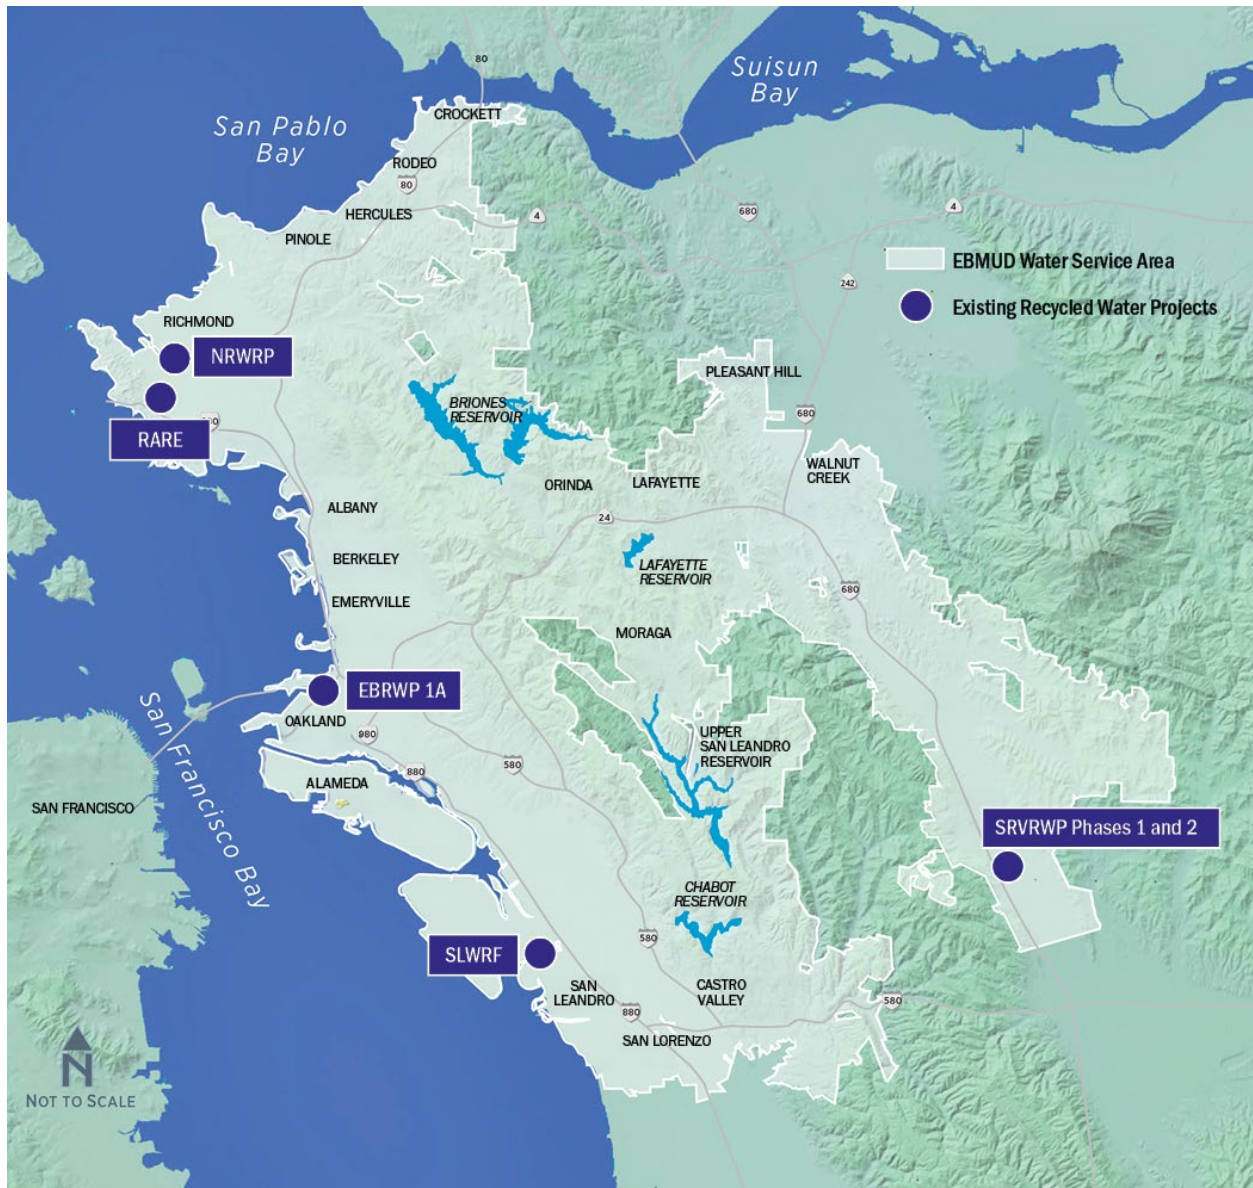 80
Suisun
Bay
San Pablo
Bay
CROCKETT
RODEO
80
HERCULES
4
680
4
PINOLE
EBMUD Water Service Area
242
Existing Recycled Water Projects
RICHMOND
NRWRP
PLEASANT HILL
BRIONES
RESERVOIR
680
RARE
WALNUT
CREEK
ORINDA
LAFAYETTE
ALBANY
24
BERKELEY
LAFAYETTE
RESERVOIR
680
EMERYVILLE
MORAGA
EBRWP 1A
San Francisco Bay
OAKLAND
980
UPPER
SAN LEANDRO
RESERVOIR
880
580
ALAMEDA
SAN FRANCISCO
SRVRWP Phases 1 and 2
CHABOT
RESERVOIR
580
SLWRF
SAN
LEANDRO
CASTRO
VALLEY
580
880
SAN LORENZO
N
NOT TO SCALE